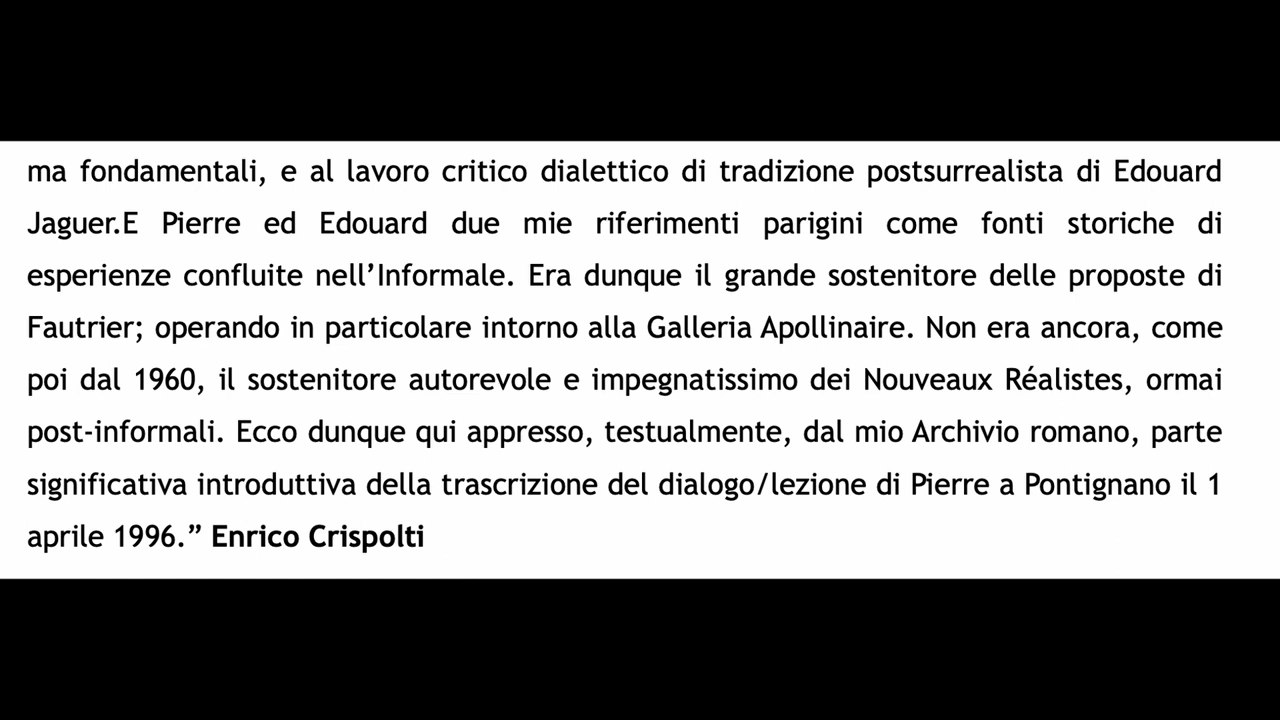 ma fondamentali, e al lavoro critico dialettico di tradizione postsurrealista di Edouard
Jaguer.E Pierre ed Edouard due mie riferimenti parigini come fonti storiche di
esperienze confluite nell’Informale. Era dunque il grande sostenitore delle proposte di
Fautrier; operando in particolare intorno alla Galleria Apollinaire. Non era ancora, come
poi dal 1960, il sostenitore autorevole e impegnatissimo dei Nouveaux Réalistes, ormai
post-informali. Ecco dunque qui appresso, testualmente, dal mio Archivio romano, parte
significativa introduttiva della trascrizione del dialogo/lezione di Pierre a Pontignano il 1
aprile 1996.” Enrico Crispolti